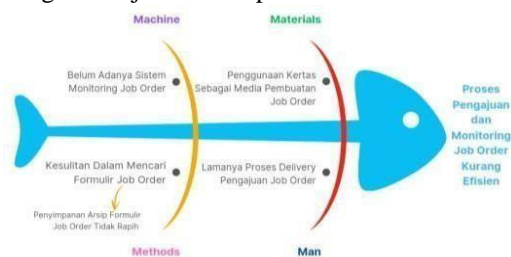 Machine
Materials
Belum Adanya Sistem
Monitoring Job Order
Penggunaan Kertas
Sebagai Media Pembuatan
Job Order
Proses
Pengajuan
dan
Monitoring
Job Order
Kurang
Efisien
Kesulitan Dalam Mencari
Formulir Job Order
Lamanya Proses Delivery
Pengajuan Job Order
Penyimpanan Arsip Formulir
Job Order Tidak Rapih
Methods
Man